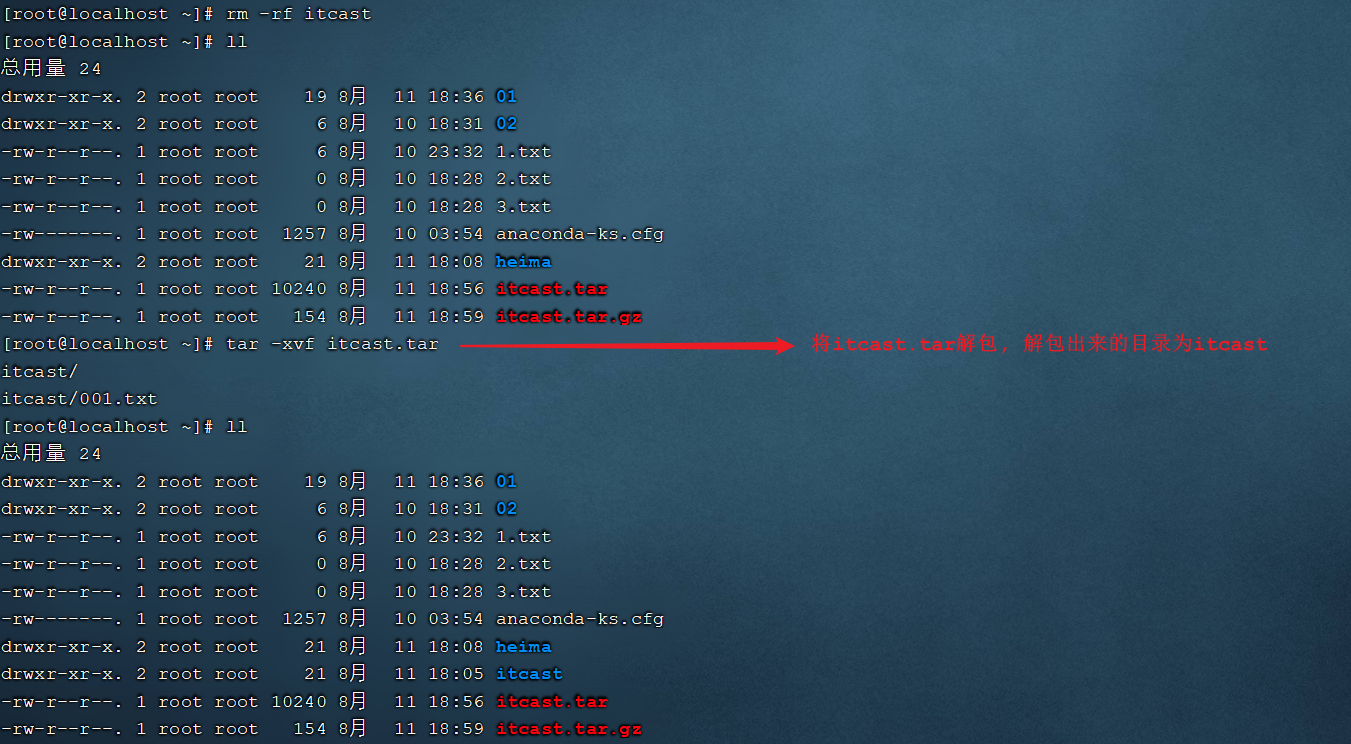 [root@localhost ~]# rm -rf itcast
[root@localhost ~]# ll
总用量 24
drwxr-xr-x. 2 root root    19 8月  11 18:36 01
drwxr-xr-x. 2 root root     6 8月  10 18:31 02
-rw-r--r--. 1 root root     6 8月  10 23:32 1.txt
-rw-r--r--. 1 root root     0 8月  10 18:28 2.txt
-rw-r--r--. 1 root root     0 8月  10 18:28 3.txt
-rw-------. 1 root root  1257 8月  10 03:54 anaconda-ks.cfg
drwxr-xr-x. 2 root root    21 8月  11 18:08 heima
-rw-r--r--. 1 root root 10240 8月  11 18:56 itcast.tar
-rw-r--r--. 1 root root   154 8月  11 18:59 itcast.tar.gz
[root@localhost ~]# tar -xvf itcast.tar 将itcast.tar解包, 解包出来的目录为itcast
itcast/
itcast/001.txt
[root@localhost ~]# ll
总用量 24
drwxr-xr-x. 2 root root    19 8月  11 18:36 01
drwxr-xr-x. 2 root root     6 8月  10 18:31 02
-rw-r--r--. 1 root root     6 8月  10 23:32 1.txt
-rw-r--r--. 1 root root     0 8月  10 18:28 2.txt
-rw-r--r--. 1 root root     0 8月  10 18:28 3.txt
-rw-------. 1 root root  1257 8月  10 03:54 anaconda-ks.cfg
drwxr-xr-x. 2 root root    21 8月  11 18:08 heima
drwxr-xr-x. 2 root root    21 8月  11 18:05 itcast
-rw-r--r--. 1 root root 10240 8月  11 18:56 itcast.tar
-rw-r--r--. 1 root root   154 8月  11 18:59 itcast.tar.gz